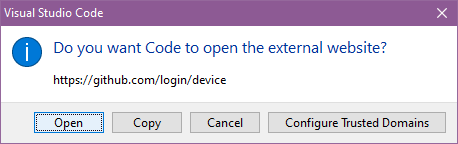 Visual Studio Code
Do you want Code to open the external website?
https://github.com/login/device
Open Copy Cancel Configure Trusted Domains